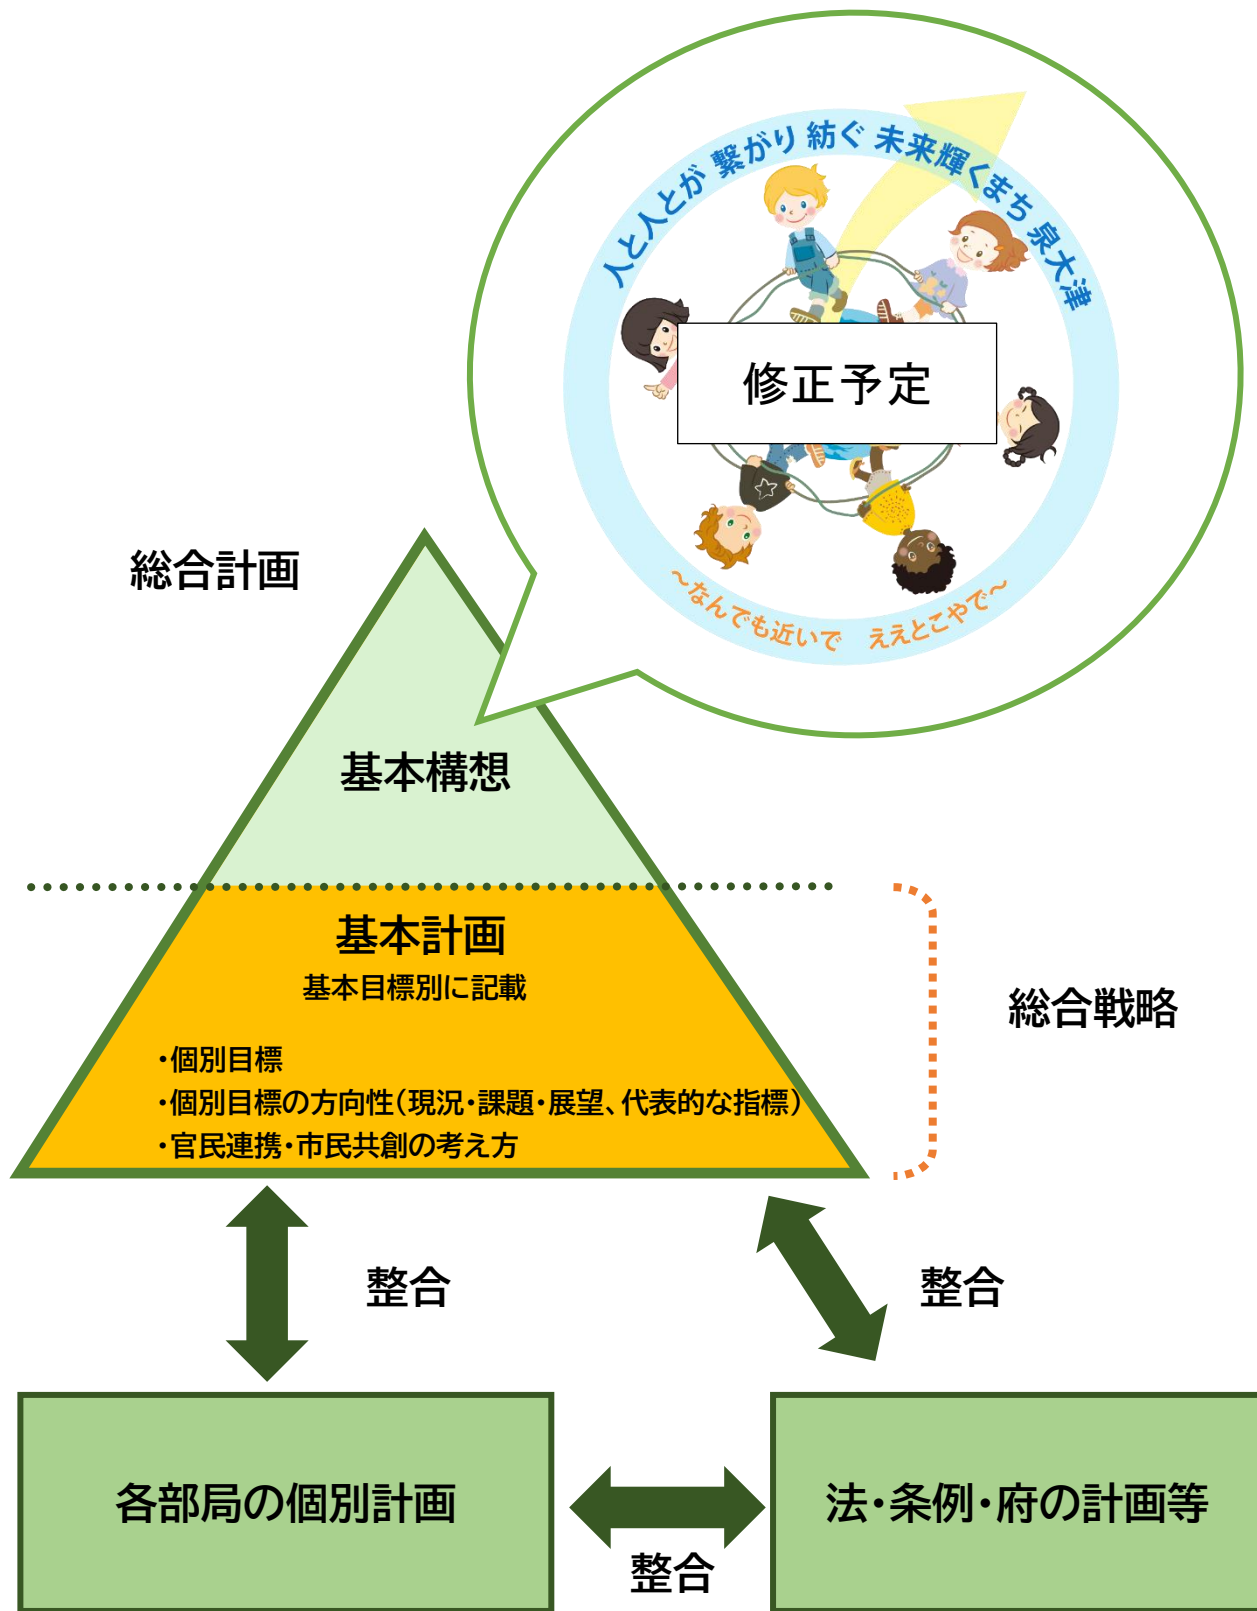 人と人とが 繋がり 紡ぐ 未来輝くまち 泉大津
修正予定
～なんでも近いで　ええとこやで～
総合計画
基本構想
基本計画
基本目標別に記載
・個別目標
・個別目標の方向性（現況・課題・展望、代表的な指標）
・官民連携・市民共創の考え方
総合戦略
整合
整合
各部局の個別計画
整合
法・条例・府の計画等